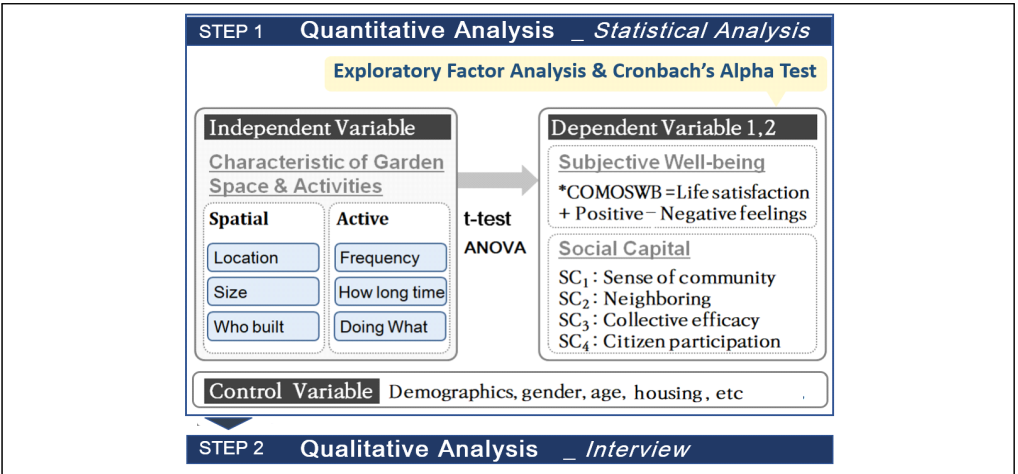 STEP 1 Quantitative Analysis _ Statistical Analysis
Exploratory Factor Analysis & Cronbach's Alpha Test
Independent Variable
Characteristic of Garden
Space & Activities
Spatial
Location
Size
Who built
Active
Frequency
How long time
Doing What
t-test
ANOVA
Dependent Variable 1,2
Subjective Well-being
*COMOSWB=Life satisfaction
+ Positive − Negative feelings
Social Capital
SC₁: Sense of community
SC₂: Neighboring
SC₃: Collective efficacy
SC₄: Citizen participation
Control Variable Demographics, gender, age, housing, etc
STEP 2 Qualitative Analysis _ Interview